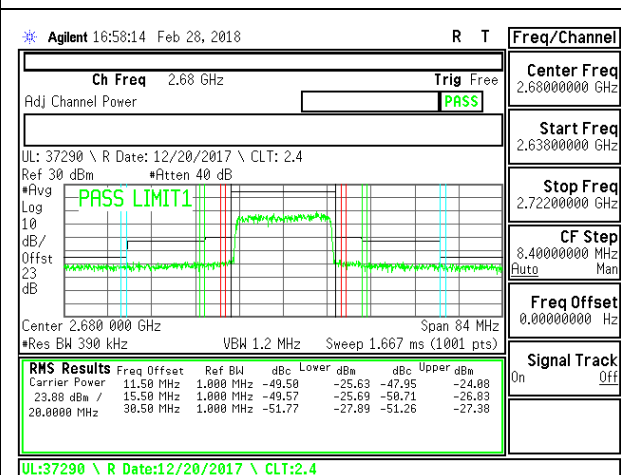 Agilent 16:58:14 Feb 28, 2018 R T
Freq/Channel
Ch Freq 2.68 GHz Trig Free
Adj Channel Power PASS
Center Freq
2.68000000 GHz
Start Freq
2.63800000 GHz
Stop Freq
2.72200000 GHz
CF Step
8.40000000 MHz
Auto Man
Freq Offset
0.00000000 Hz
Signal Track
On Off
UL: 37290 \ R Date: 12/20/2017 \ CLT: 2.4
Ref 30 dBm #Atten 40 dB
#Avg
Log
10
dB/
Offst
23
dB
PASS LIMIT1
Center 2.680 000 GHz Span 84 MHz
#Res BW 390 kHz VBW 1.2 MHz Sweep 1.667 ms (1001 pts)
RMS Results Freq Offset Ref BW dBc Lower dBm dBc Upper dBm
Carrier Power 11.50 MHz 1.000 MHz -49.50 -25.63 -47.95 -24.08
23.88 dBm / 15.50 MHz 1.000 MHz -49.57 -25.69 -50.71 -26.83
20.0000 MHz 30.50 MHz 1.000 MHz -51.77 -27.89 -51.26 -27.38
UL:37290 \ R Date:12/20/2017 \ CLT:2.4